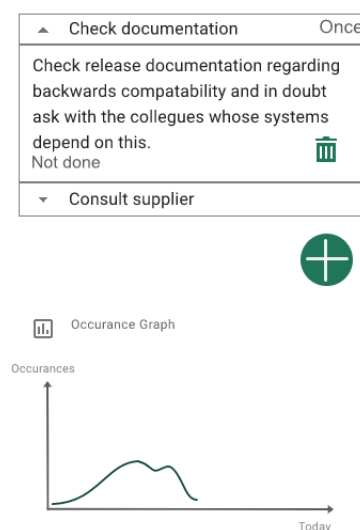 Check documentation Once
Check release documentation regarding
backwards compatability and in doubt
ask with the collegues whose systems
depend on this.
Not done
Consult supplier
Occurance Graph
Occurances
Today